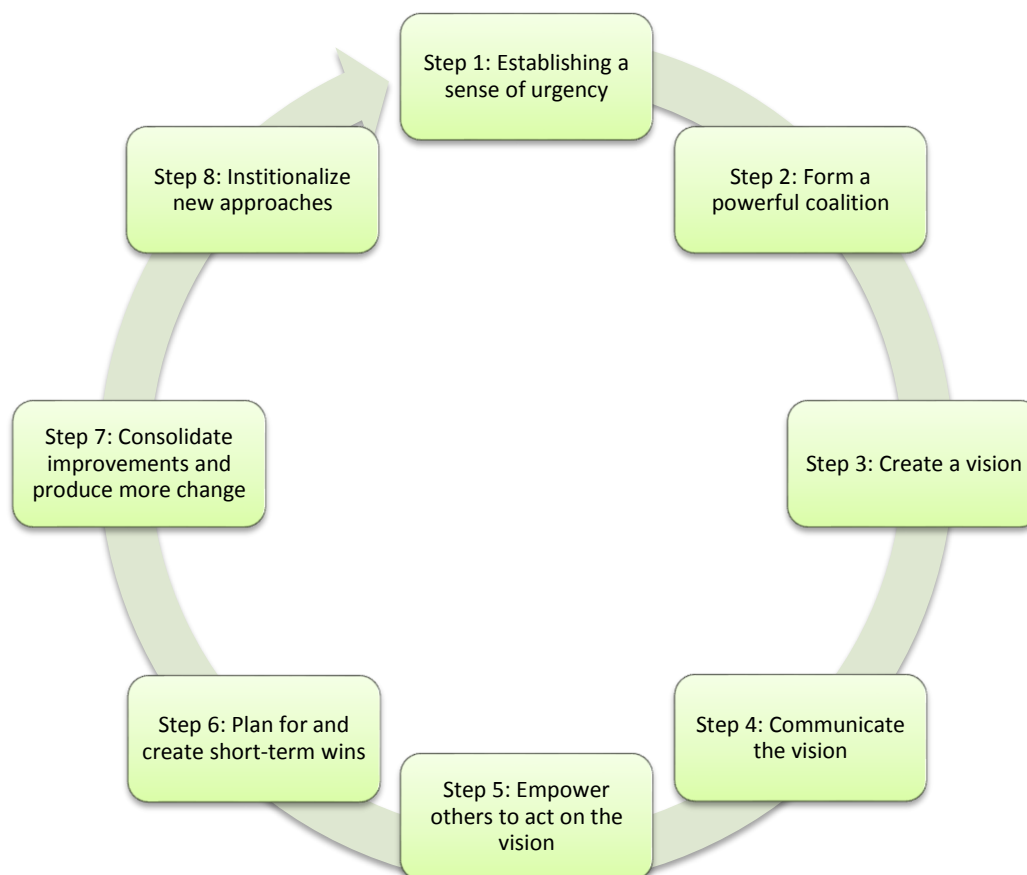 Step 1: Establishing a
sense of urgency
Step 2: Form a
powerful coalition
Step 3: Create a vision
Step 4: Communicate
the vision
Step 5: Empower
others to act on the
vision
Step 6: Plan for and
create short-term wins
Step 7: Consolidate
improvements and
produce more change
Step 8: Institionalize
new approaches